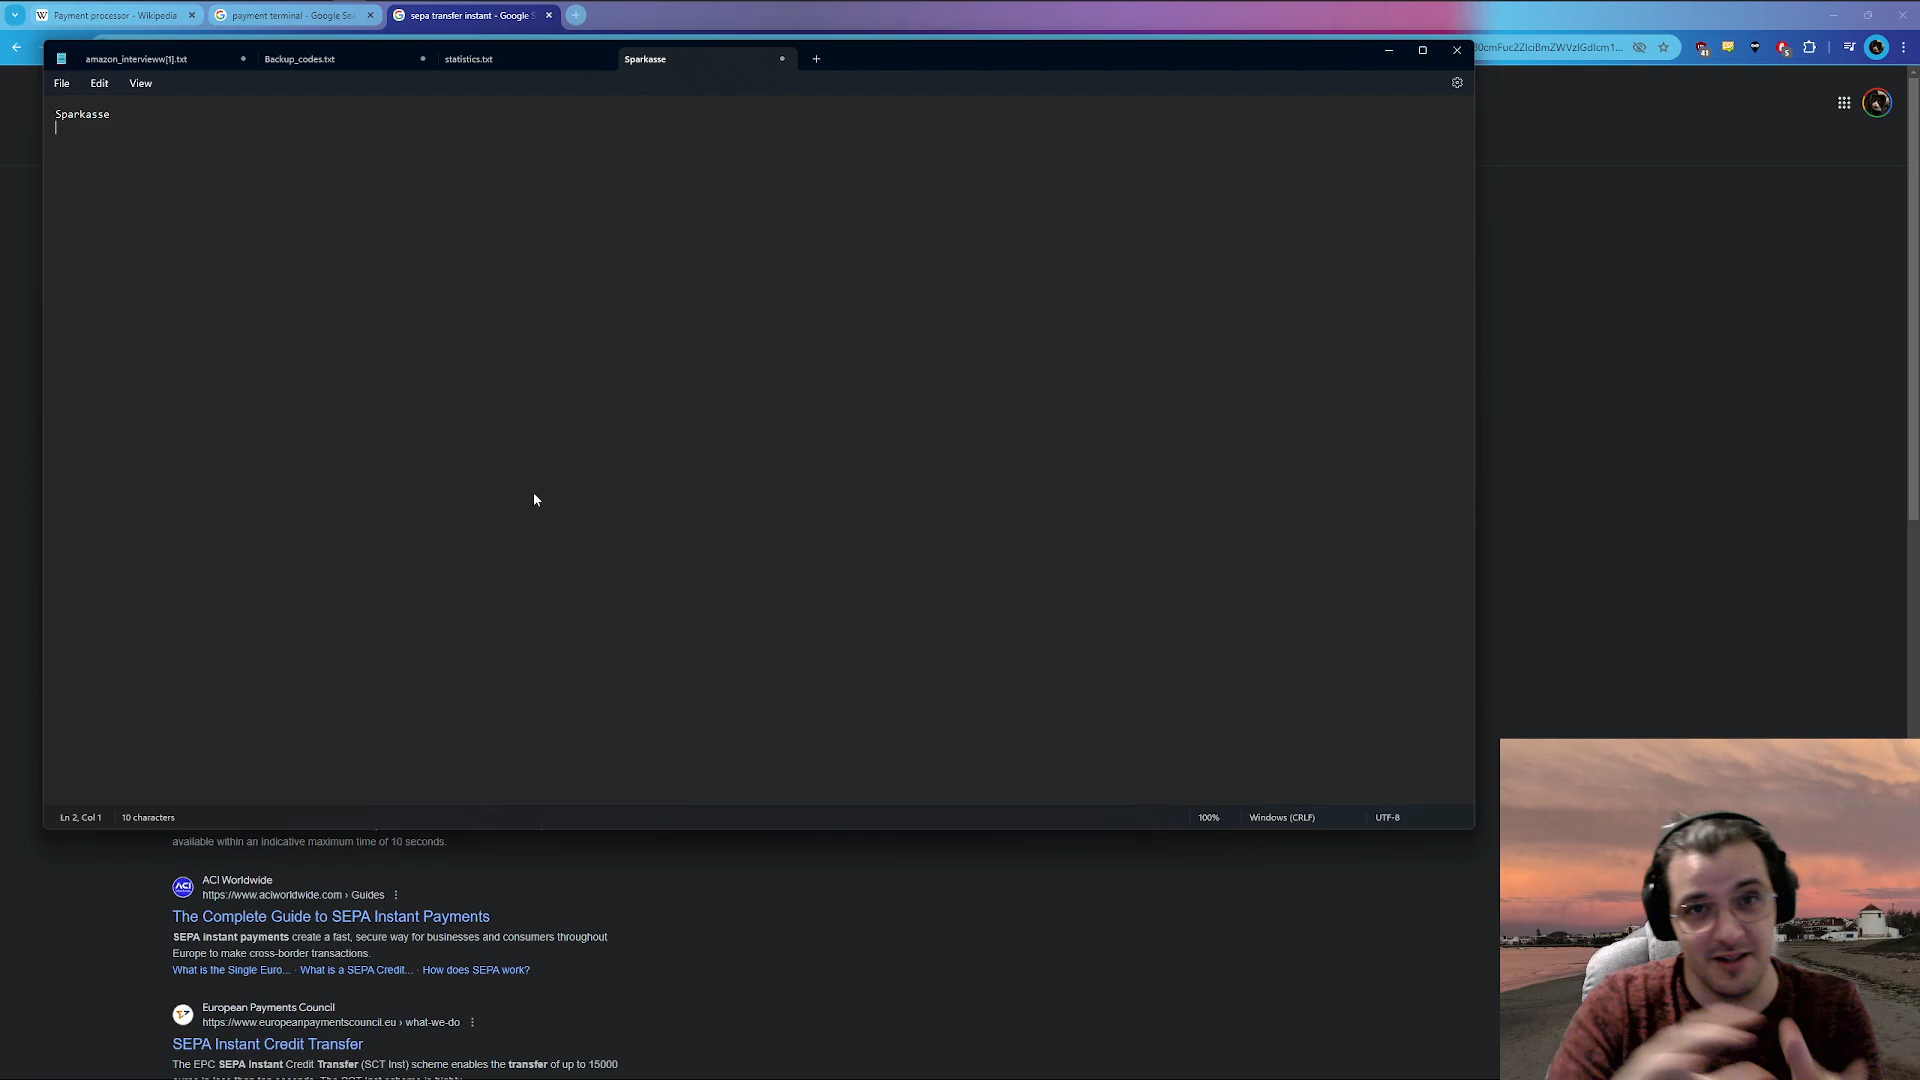 Payment processor - Wikipedia
payment terminal - Google Sea
sepa transfer instant - Google S
amazon_intervieww[1].txt
Backup_codes.txt
statistics.txt
Sparkasse
File
Edit
View
Sparkasse
Ln 2, Col 1
10 characters
100%
Windows (CRLF)
UTF-8
available within an indicative maximum time of 10 seconds.
ACI Worldwide
https://www.aciworldwide.com › Guides
The Complete Guide to SEPA Instant Payments
SEPA instant payments create a fast, secure way for businesses and consumers throughout
Europe to make cross-border transactions.
What is the Single Euro... · What is a SEPA Credit... · How does SEPA work?
European Payments Council
https://www.europeanpaymentscouncil.eu › what-we-do
SEPA Instant Credit Transfer
The EPC SEPA Instant Credit Transfer (SCT Inst) scheme enables the transfer of up to 15000